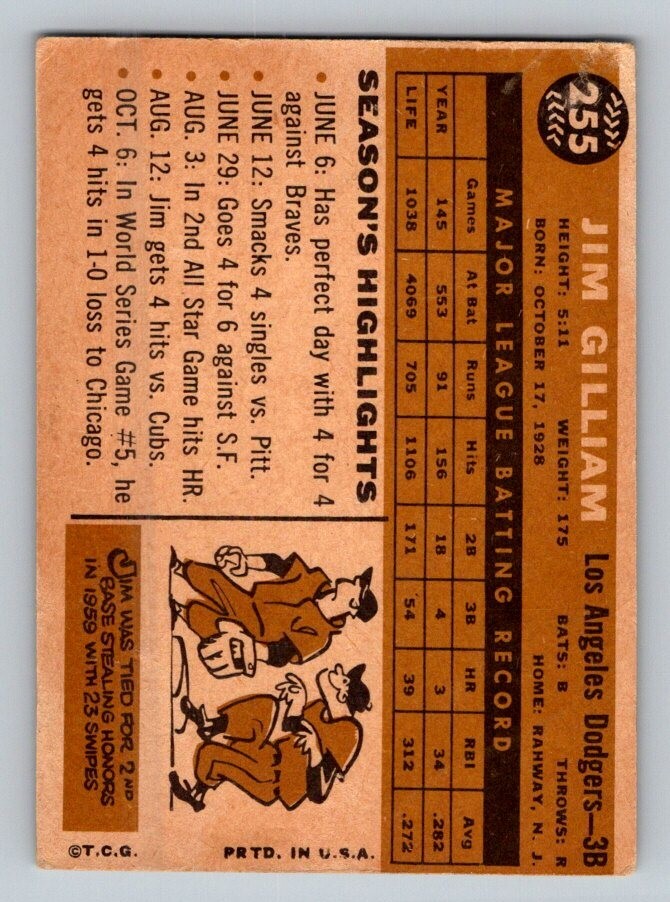 255
JIM GILLIAM Los Angeles Dodgers—3B
HEIGHT: 5:11 WEIGHT: 175 BATS: B THROWS: R
BORN: OCTOBER 17, 1928 HOME: RAHWAY, N. J.
MAJOR LEAGUE BATTING RECORD
YEAR Games At Bat Runs Hits 2B 3B HR RBI Avg
YEAR 145 553 91 156 18 4 3 34 .282
LIFE 1038 4069 705 1106 171 54 39 312 .272
SEASON'S HIGHLIGHTS
• JUNE 6: Has perfect day with 4 for 4
against Braves.
• JUNE 12: Smacks 4 singles vs. Pitt.
• JUNE 29: Goes 4 for 6 against S.F.
• AUG. 3: In 2nd All Star Game hits HR.
• AUG. 12: Jim gets 4 hits vs. Cubs.
• OCT. 6: In World Series Game #5, he
gets 4 hits in 1-0 loss to Chicago.
JIM WAS TIED FOR 2ND
BASE STEALING HONORS
IN 1959 WITH 23 SWIPES
©T.C.G. PRTD. IN U.S.A.